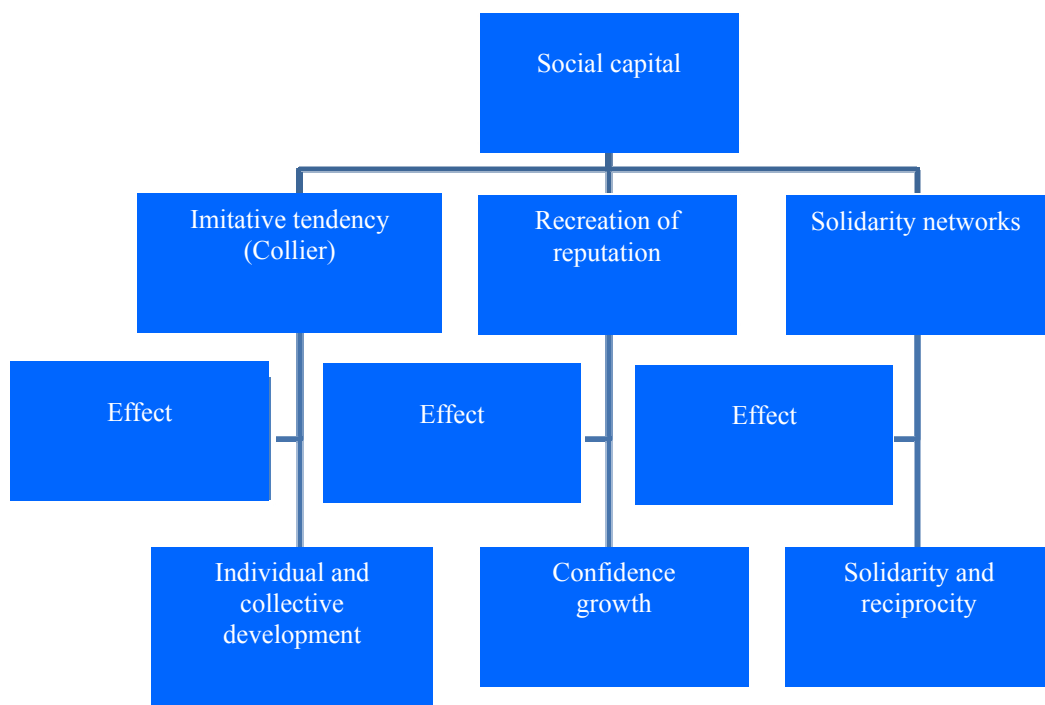 Social capital
Imitative tendency
(Collier)
Recreation of
reputation
Solidarity networks
Effect
Effect
Effect
Individual and
collective
development
Confidence
growth
Solidarity and
reciprocity